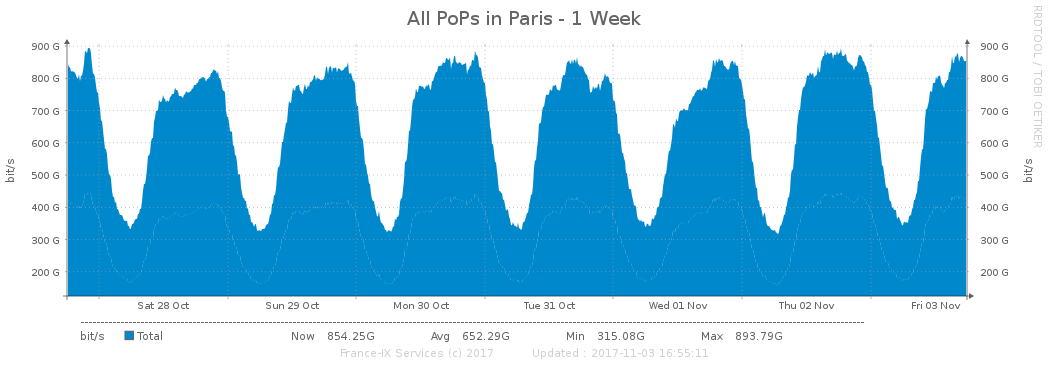 All PoPs in Paris - 1 Week
RRDTOOL / TOBI OETIKER
900 G 900 G
800 G 800 G
700 G 700 G
600 G 600 G
500 G 500 G
400 G 400 G
300 G 300 G
200 G 200 G
bit/s bit/s
Sat 28 Oct Sun 29 Oct Mon 30 Oct Tue 31 Oct Wed 01 Nov Thu 02 Nov Fri 03 Nov
bit/s Total Now 854.25G Avg 652.29G Min 315.08G Max 893.79G
France-IX Services (c) 2017 Updated : 2017-11-03 16:55:11